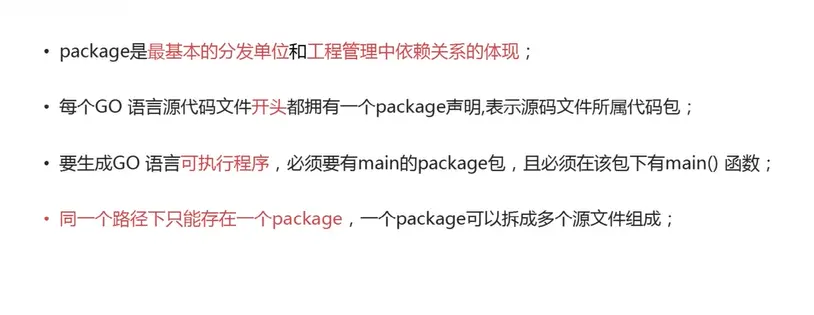 • package是最基本的分发单位和工程管理中依赖关系的体现；
• 每个GO 语言源代码文件开头都拥有一个package声明,表示源码文件所属代码包；
• 要生成GO 语言可执行程序，必须要有main的package包，且必须在该包下有main() 函数；
• 同一个路径下只能存在一个package，一个package可以拆成多个源文件组成；